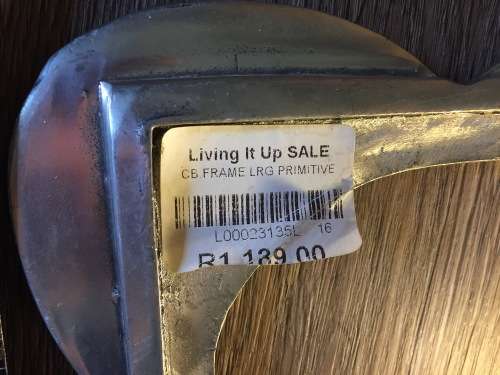 Living It Up SALE
CB.FRAME LRG PRIMITIVE
L00023135L 16
R1,189.00